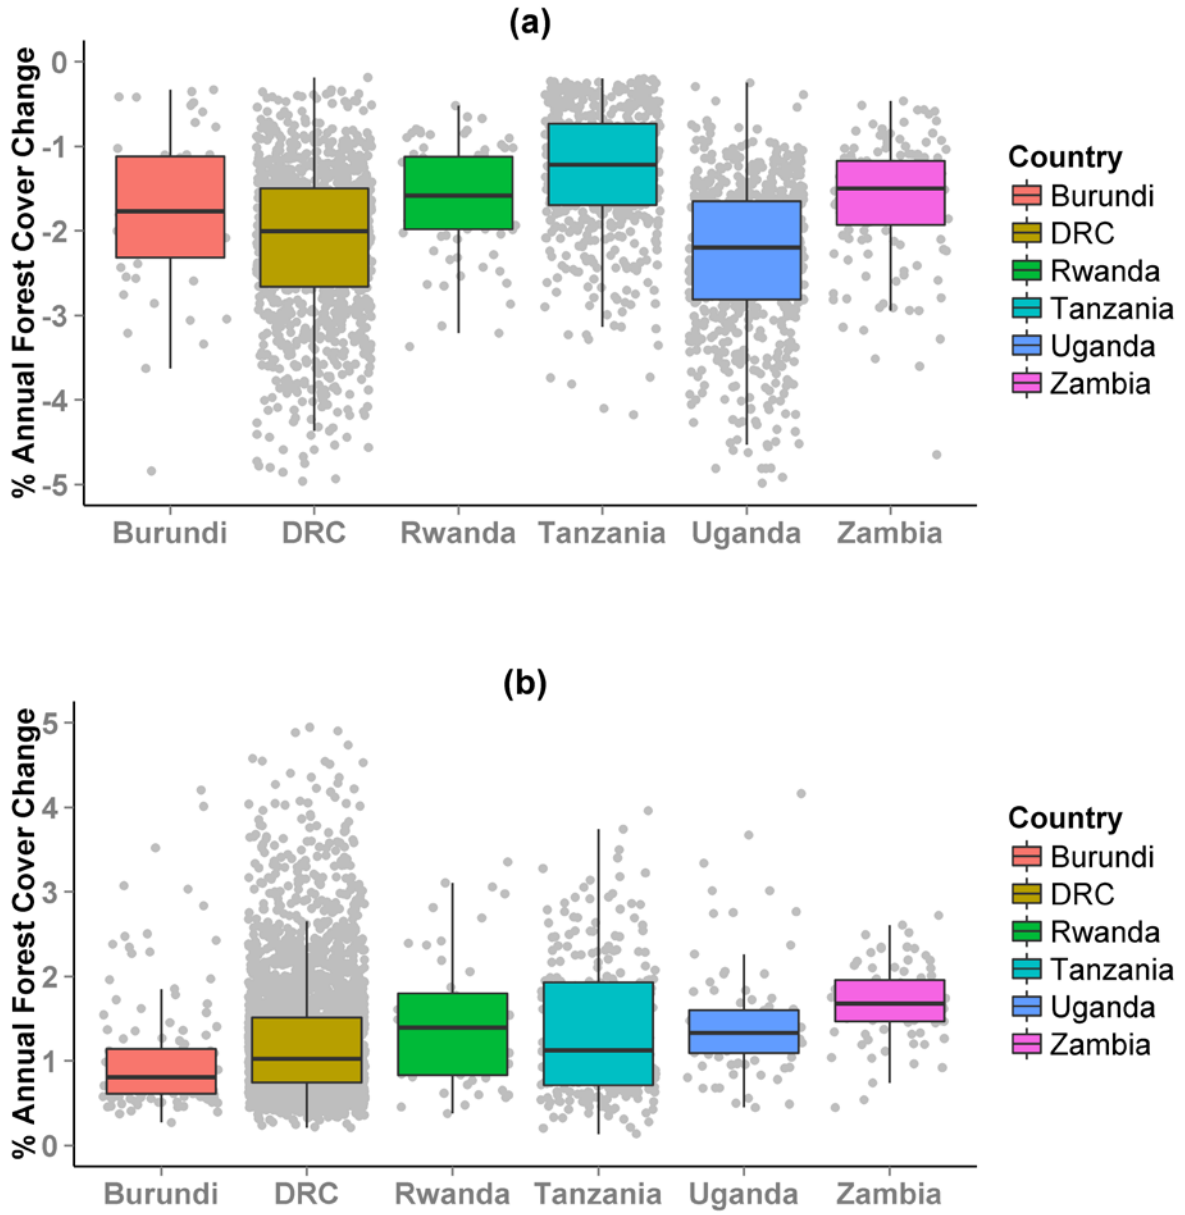 (a)
% Annual Forest Cover Change
0
-1
-2
-3
-4
-5
Burundi DRC Rwanda Tanzania Uganda Zambia
Country
Burundi
DRC
Rwanda
Tanzania
Uganda
Zambia
(b)
% Annual Forest Cover Change
5
4
3
2
1
0
Burundi DRC Rwanda Tanzania Uganda Zambia
Country
Burundi
DRC
Rwanda
Tanzania
Uganda
Zambia